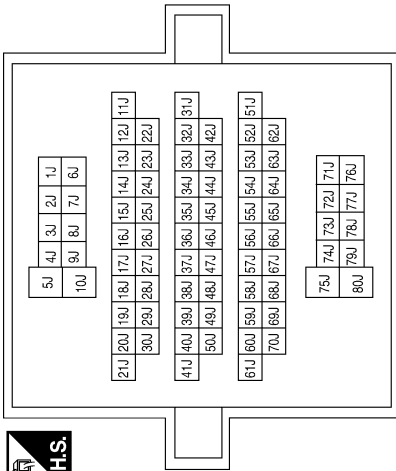 H.S.
5J 4J 3J 2J 1J
10J 9J 8J 7J 6J
21J 20J 19J 18J 17J 16J 15J 14J 13J 12J 11J
30J 29J 28J 27J 26J 25J 24J 23J 22J
41J 40J 39J 38J 37J 36J 35J 34J 33J 32J 31J
50J 49J 48J 47J 46J 45J 44J 43J 42J
61J 60J 59J 58J 57J 56J 55J 54J 53J 52J 51J
70J 69J 68J 67J 66J 65J 64J 63J 62J
75J 74J 73J 72J 71J
80J 79J 78J 77J 76J